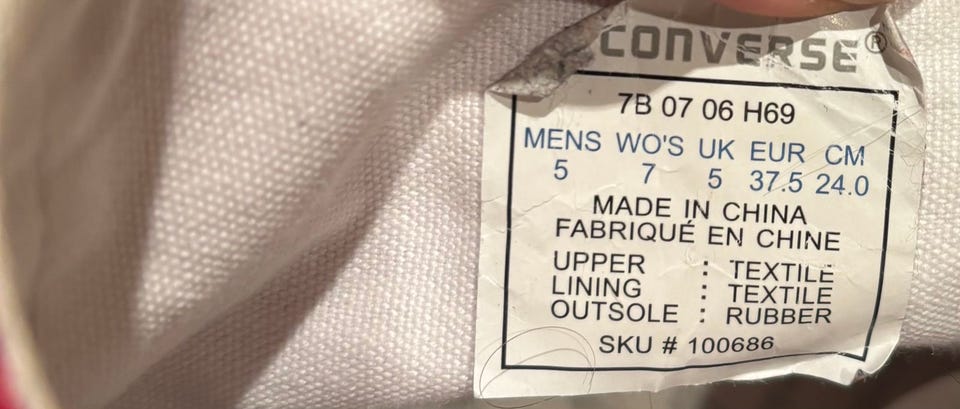 CONVERSE®
7B 07 06 H69
MENS WO'S UK EUR CM
5 7 5 37.5 24.0
MADE IN CHINA
FABRIQUÉ EN CHINE
UPPER : TEXTILE
LINING : TEXTILE
OUTSOLE : RUBBER
SKU # 100686